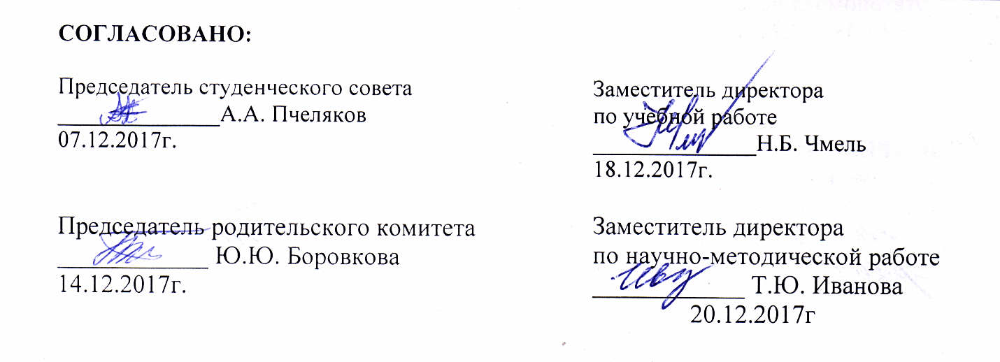 СОГЛАСОВАНО:
Председатель студенческого совета
______________А.А. Пчеляков
07.12.2017г.
Заместитель директора
по учебной работе
______________Н.Б. Чмель
18.12.2017г.
Председатель родительского комитета
_____________ Ю.Ю. Боровкова
14.12.2017г.
Заместитель директора
по научно-методической работе
_____________ Т.Ю. Иванова
20.12.2017г